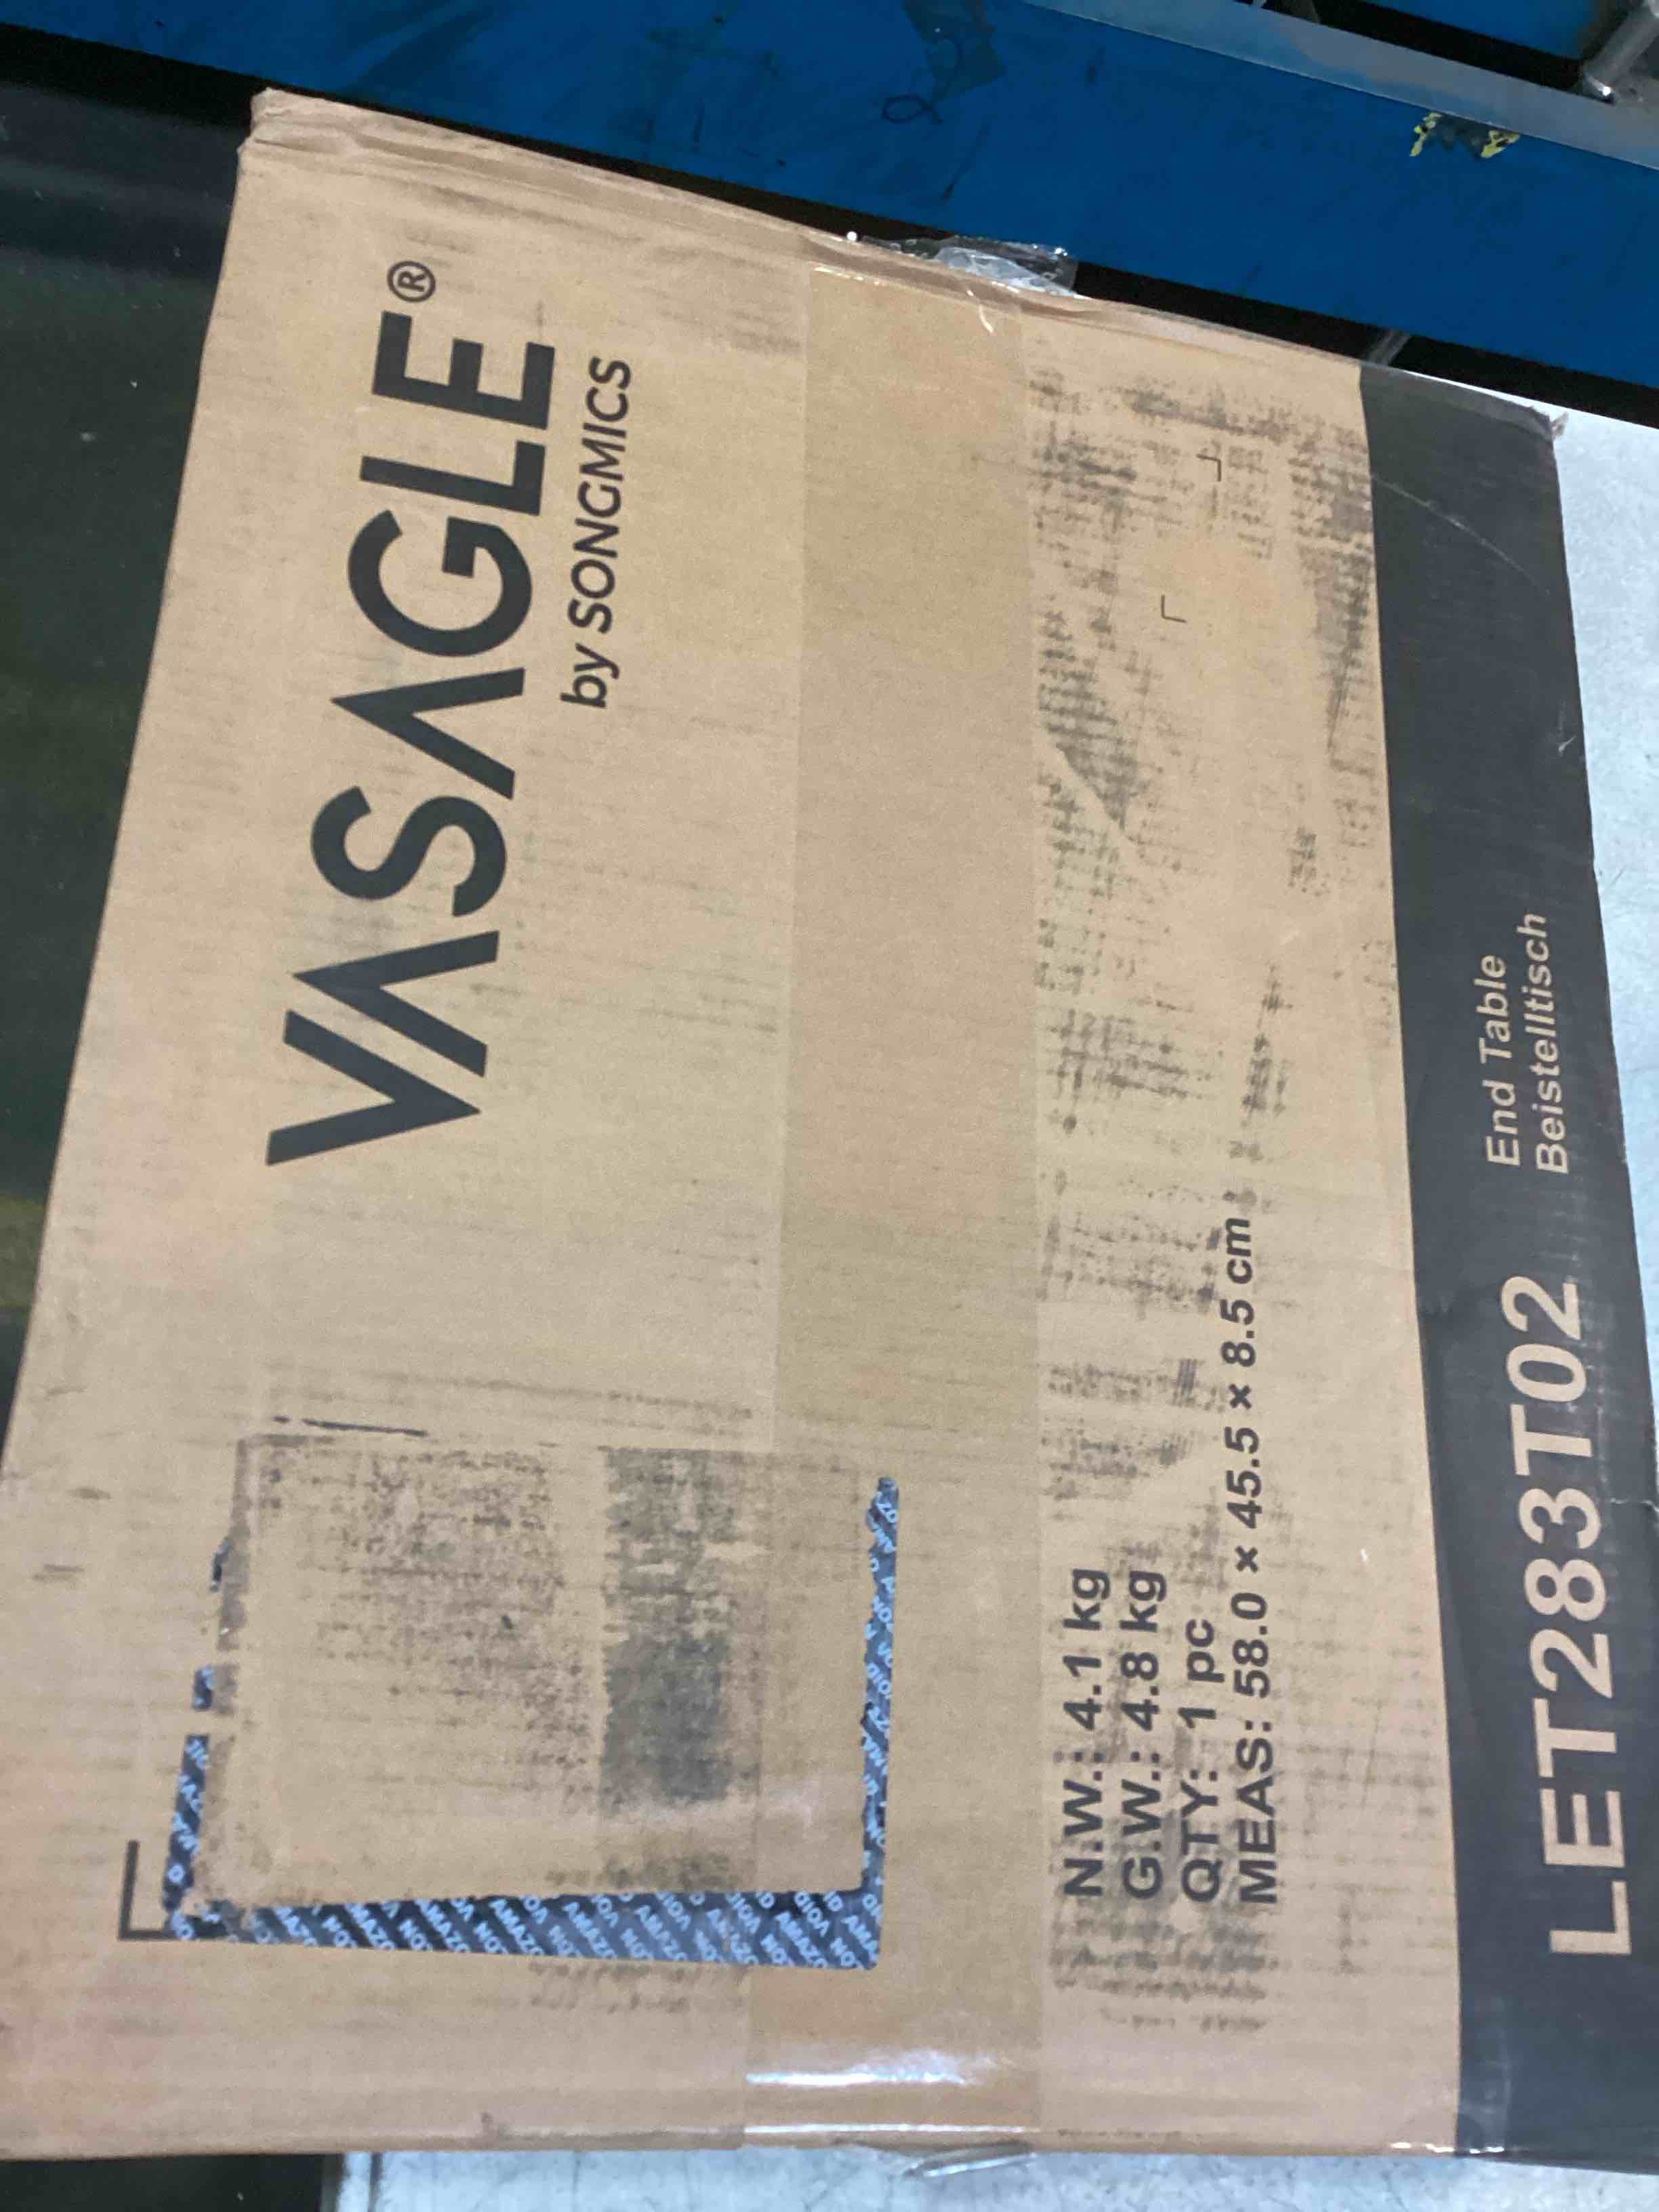 VASAGLE®
by SONGMICS
N.W.: 4.1 kg
G.W.: 4.8 kg
QTY: 1 pc
MEAS: 58.0 × 45.5 × 8.5 cm
LET283T02
End Table
Beistelltisch